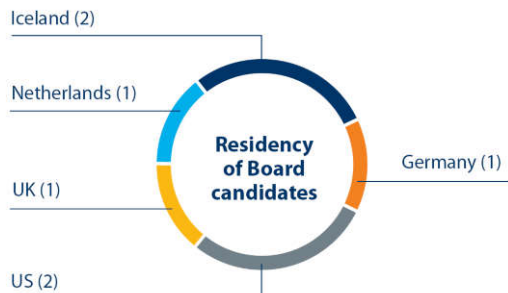 Iceland (2)
Netherlands (1)
Residency
of Board
candidates
Germany (1)
UK (1)
US (2)